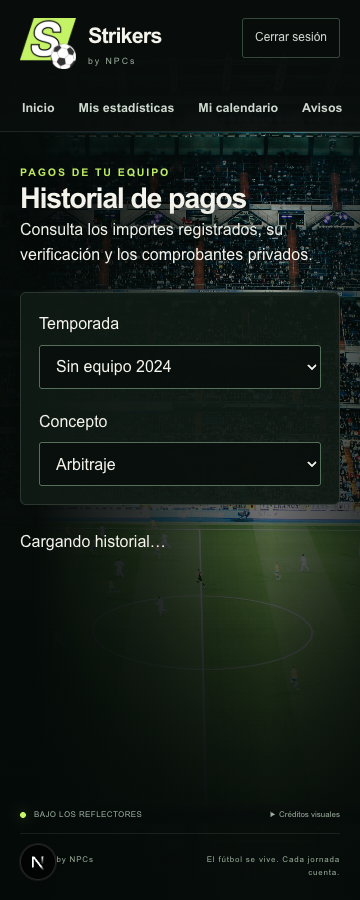 S
Strikers
by NPCs
Cerrar sesión
Inicio Mis estadísticas Mi calendario Avisos
PAGOS DE TU EQUIPO
Historial de pagos
Consulta los importes registrados, su
verificación y los comprobantes privados.
Temporada
Sin equipo 2024
Concepto
Arbitraje
Cargando historial…
BAJO LOS REFLECTORES
▶ Créditos visuales
N
by NPCs
El fútbol se vive. Cada jornada
cuenta.